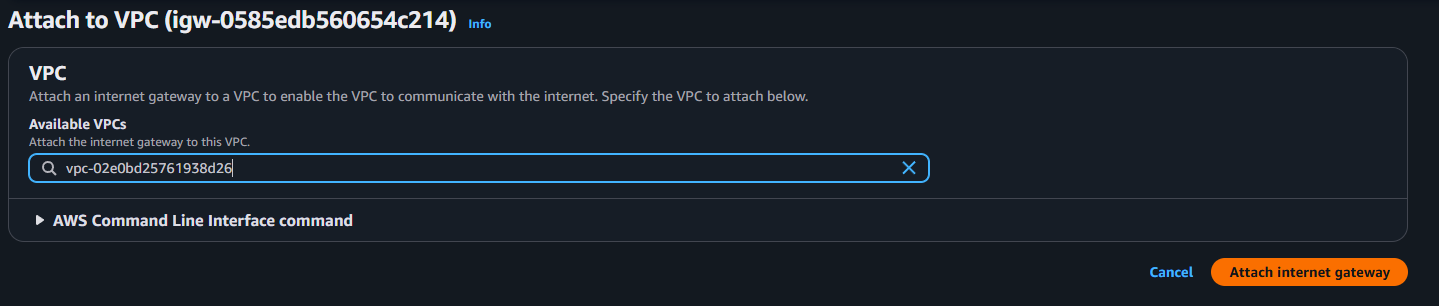 Attach to VPC (igw-0585edb560654c214) Info
VPC
Attach an internet gateway to a VPC to enable the VPC to communicate with the internet. Specify the VPC to attach below.
Available VPCs
Attach the internet gateway to this VPC.
vpc-02e0bd25761938d26
AWS Command Line Interface command
Cancel Attach internet gateway